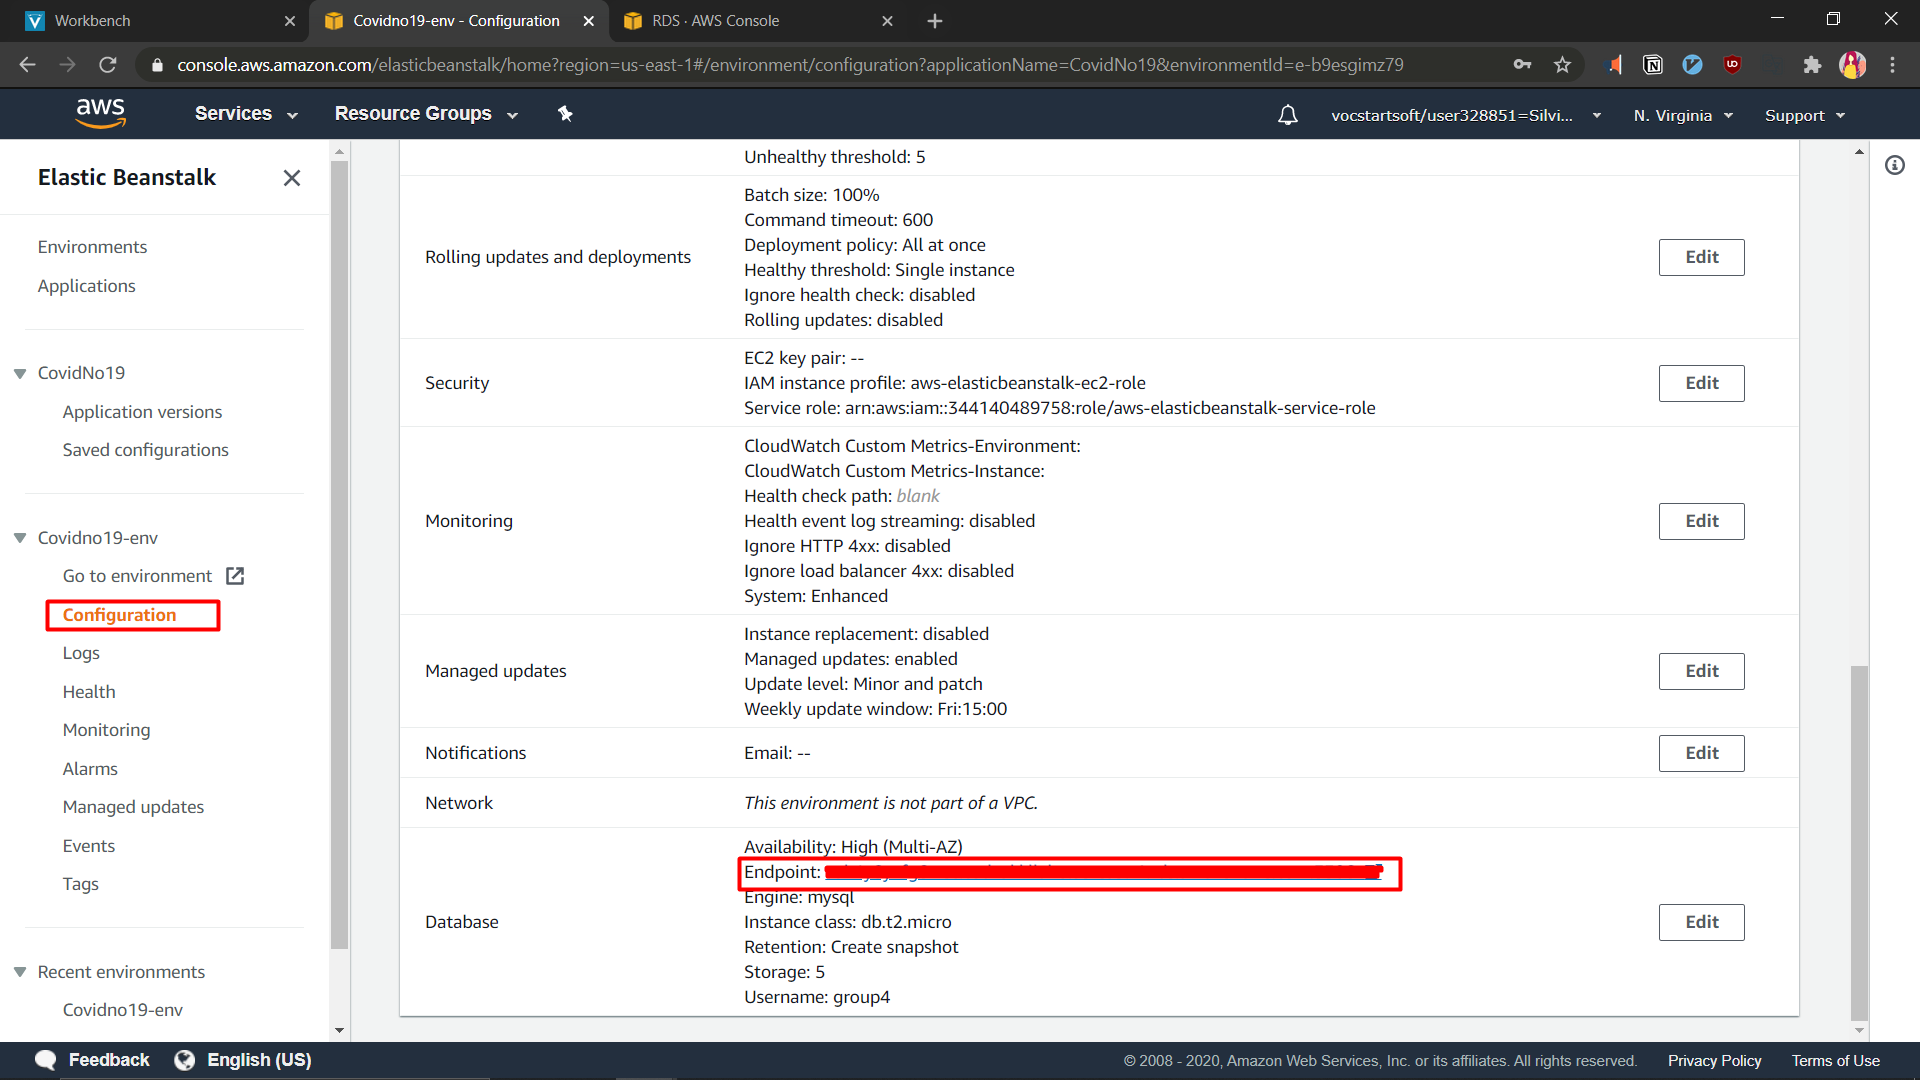 Workbench
Covidno19-env - Configuration
RDS · AWS Console
console.aws.amazon.com/elasticbeanstalk/home?region=us-east-1#/environment/configuration?applicationName=CovidNo19&environmentId=e-b9esgimz79
aws
Services
Resource Groups
vocstartsoft/user328851=Silvi...
N. Virginia
Support
Elastic Beanstalk
Environments
Applications
CovidNo19
Application versions
Saved configurations
Covidno19-env
Go to environment
Configuration
Logs
Health
Monitoring
Alarms
Managed updates
Events
Tags
Recent environments
Covidno19-env
Unhealthy threshold: 5
Rolling updates and deployments
Batch size: 100%
Command timeout: 600
Deployment policy: All at once
Healthy threshold: Single instance
Ignore health check: disabled
Rolling updates: disabled
Edit
Security
EC2 key pair: --
IAM instance profile: aws-elasticbeanstalk-ec2-role
Service role: arn:aws:iam::344140489758:role/aws-elasticbeanstalk-service-role
Edit
Monitoring
CloudWatch Custom Metrics-Environment:
CloudWatch Custom Metrics-Instance:
Health check path: blank
Health event log streaming: disabled
Ignore HTTP 4xx: disabled
Ignore load balancer 4xx: disabled
System: Enhanced
Edit
Managed updates
Instance replacement: disabled
Managed updates: enabled
Update level: Minor and patch
Weekly update window: Fri:15:00
Edit
Notifications
Email: --
Edit
Network
This environment is not part of a VPC.
Database
Availability: High (Multi-AZ)
Endpoint:
Engine: mysql
Instance class: db.t2.micro
Retention: Create snapshot
Storage: 5
Username: group4
Edit
Feedback
English (US)
© 2008 - 2020, Amazon Web Services, Inc. or its affiliates. All rights reserved.
Privacy Policy
Terms of Use